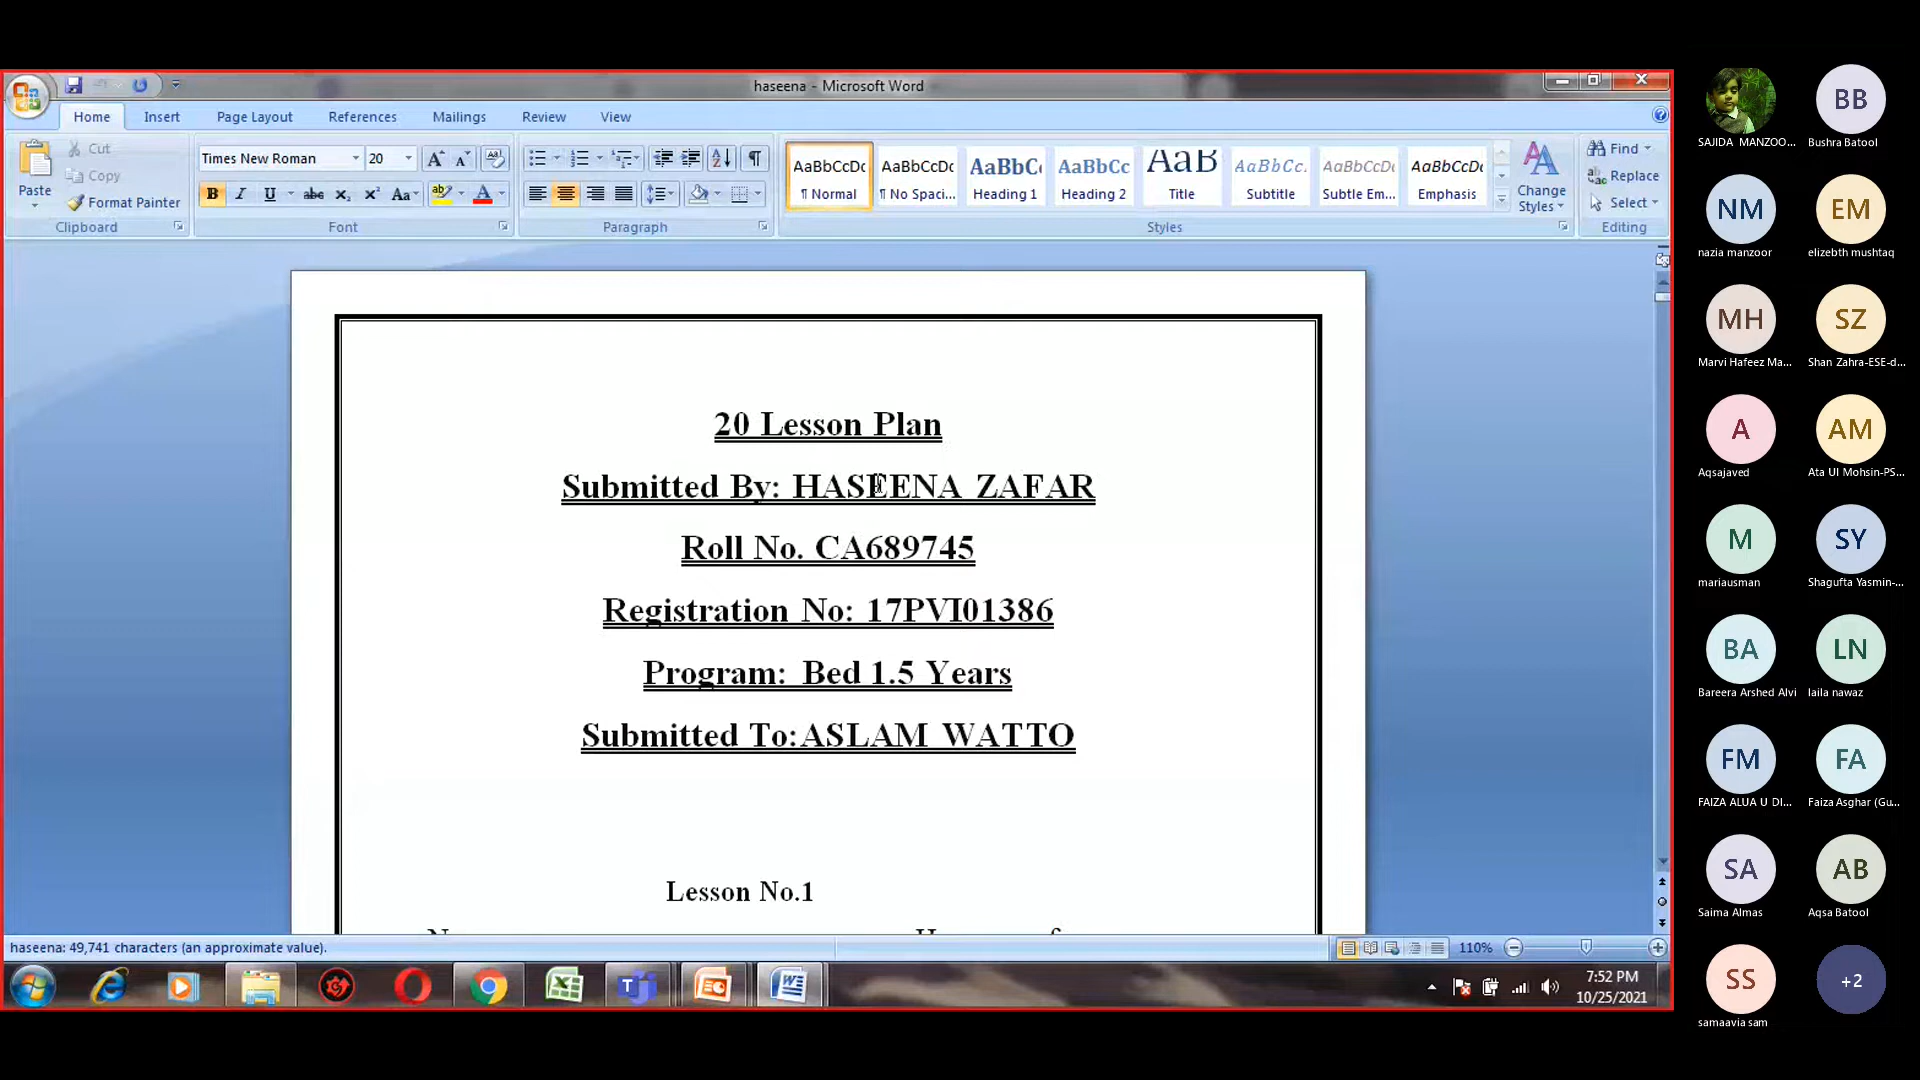 haseena - Microsoft Word
Home Insert Page Layout References Mailings Review View
Paste
Cut
Copy
Format Painter
Clipboard
Times New Roman 20
Font
Paragraph
AaBbCcDc AaBbCcDc AaBbC AaBbCc AaB AaBbCc. AaBbCcDc AaBbCcDc
¶ Normal ¶ No Spaci... Heading 1 Heading 2 Title Subtitle Subtle Em... Emphasis
Styles
Change Styles
Find
Replace
Select
Editing
20 Lesson Plan
Submitted By: HASEENA ZAFAR
Roll No. CA689745
Registration No: 17PVI01386
Program: Bed 1.5 Years
Submitted To:ASLAM WATTO
Lesson No.1
haseena: 49,741 characters (an approximate value).
110%
7:52 PM
10/25/2021
SAJIDA MANZOO...
BB
Bushra Batool
NM
nazia manzoor
EM
elizebth mushtaq
MH
Marvi Hafeez Ma...
SZ
Shan Zahra-ESE-d...
A
Aqsajaved
AM
Ata Ul Mohsin-PS...
M
mariausman
SY
Shagufta Yasmin-...
BA
Bareera Arshed Alvi
LN
laila nawaz
FM
FAIZA ALUA U DI...
FA
Faiza Asghar (Gu...
SA
Saima Almas
AB
Aqsa Batool
SS
samaavia sam
+2